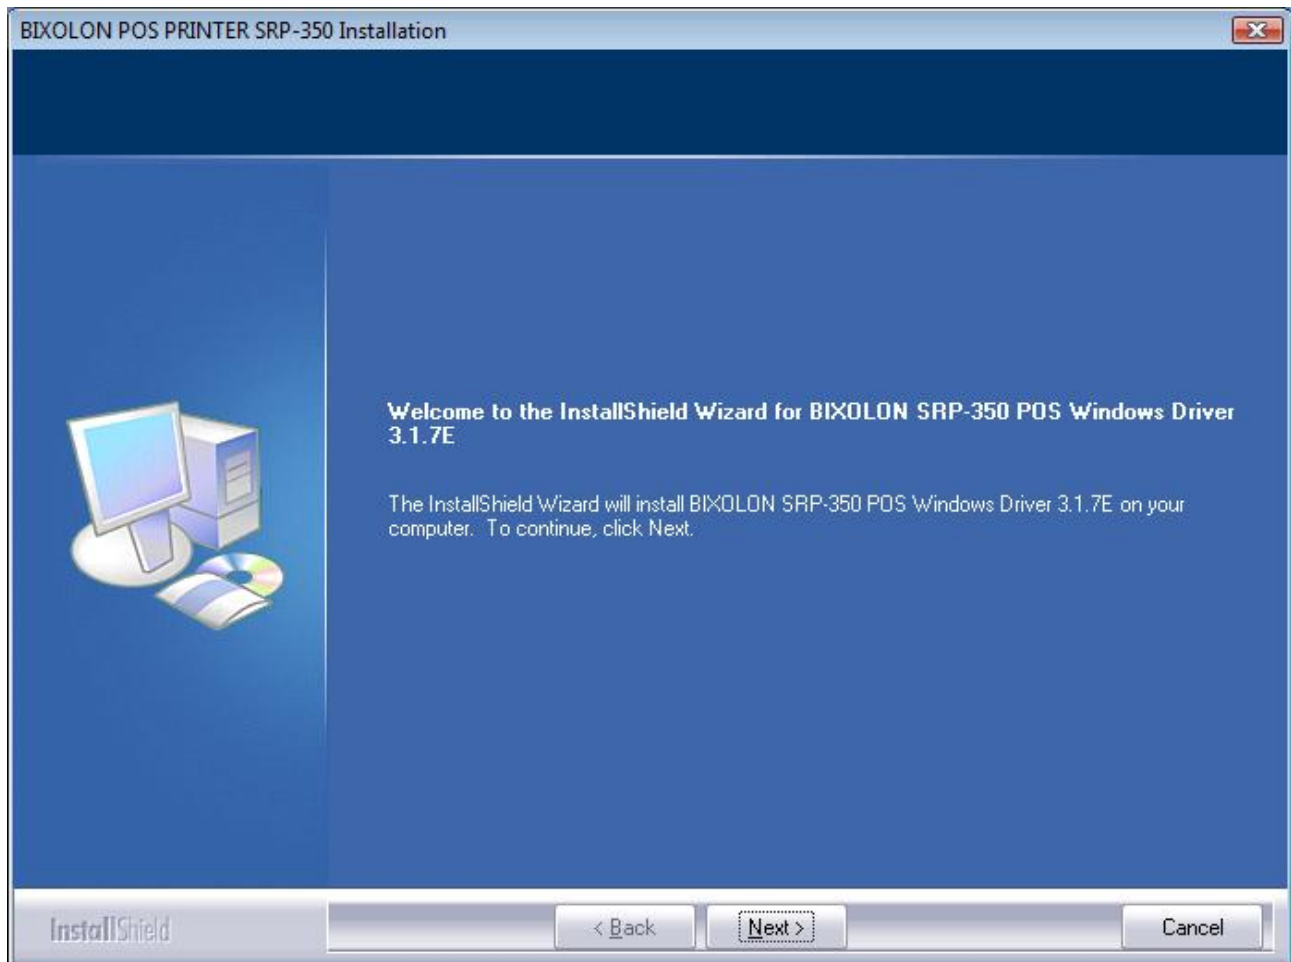 BIXOLON POS PRINTER SRP-350 Installation
Welcome to the InstallShield Wizard for BIXOLON SRP-350 POS Windows Driver
3.1.7E
The InstallShield Wizard will install BIXOLON SRP-350 POS Windows Driver 3.1.7E on your
computer.  To continue, click Next.
InstallShield
< Back
Next >
Cancel